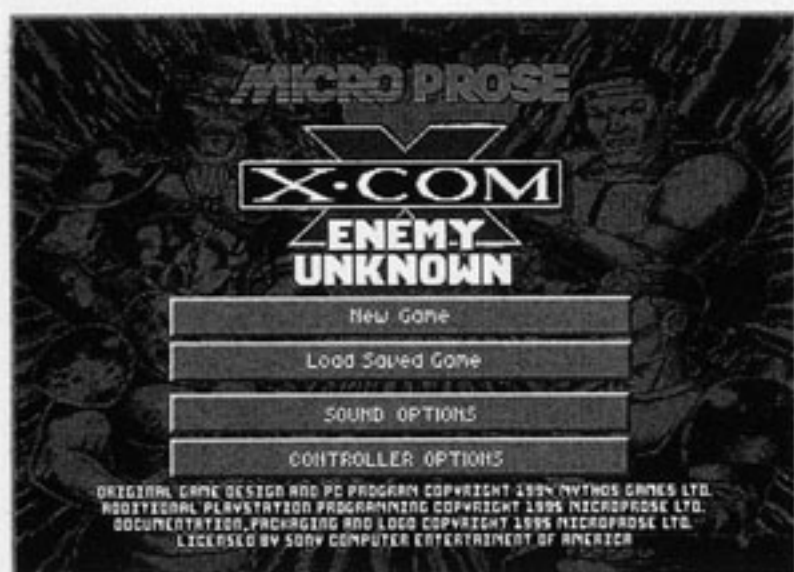 MICRO PROSE
X-COM
ENEMY
UNKNOWN
New Game
Load Saved Game
SOUND OPTIONS
CONTROLLER OPTIONS
ORIGINAL GAME DESIGN AND PC PROGRAM COPYRIGHT 1994 MYTHOS GAMES LTD.
ADDITIONAL PLAYSTATION PROGRAMMING COPYRIGHT 1995 MICROPROSE LTD.
DOCUMENTATION, PACKAGING AND LOGO COPYRIGHT 1995 MICROPROSE LTD.
LICENSED BY SONY COMPUTER ENTERTAINMENT OF AMERICA